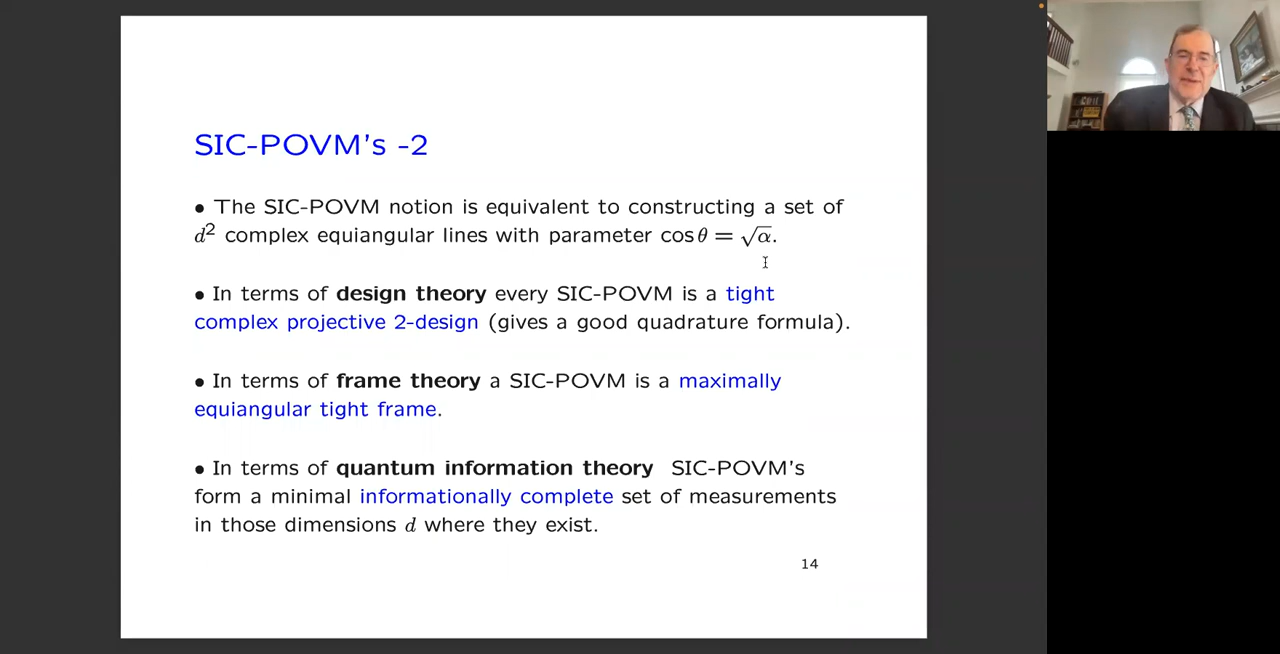 SIC-POVM's -2
• The SIC-POVM notion is equivalent to constructing a set of
d² complex equiangular lines with parameter cos θ = √α.
• In terms of design theory every SIC-POVM is a tight
complex projective 2-design (gives a good quadrature formula).
• In terms of frame theory a SIC-POVM is a maximally
equiangular tight frame.
• In terms of quantum information theory SIC-POVM's
form a minimal informationally complete set of measurements
in those dimensions d where they exist.
14